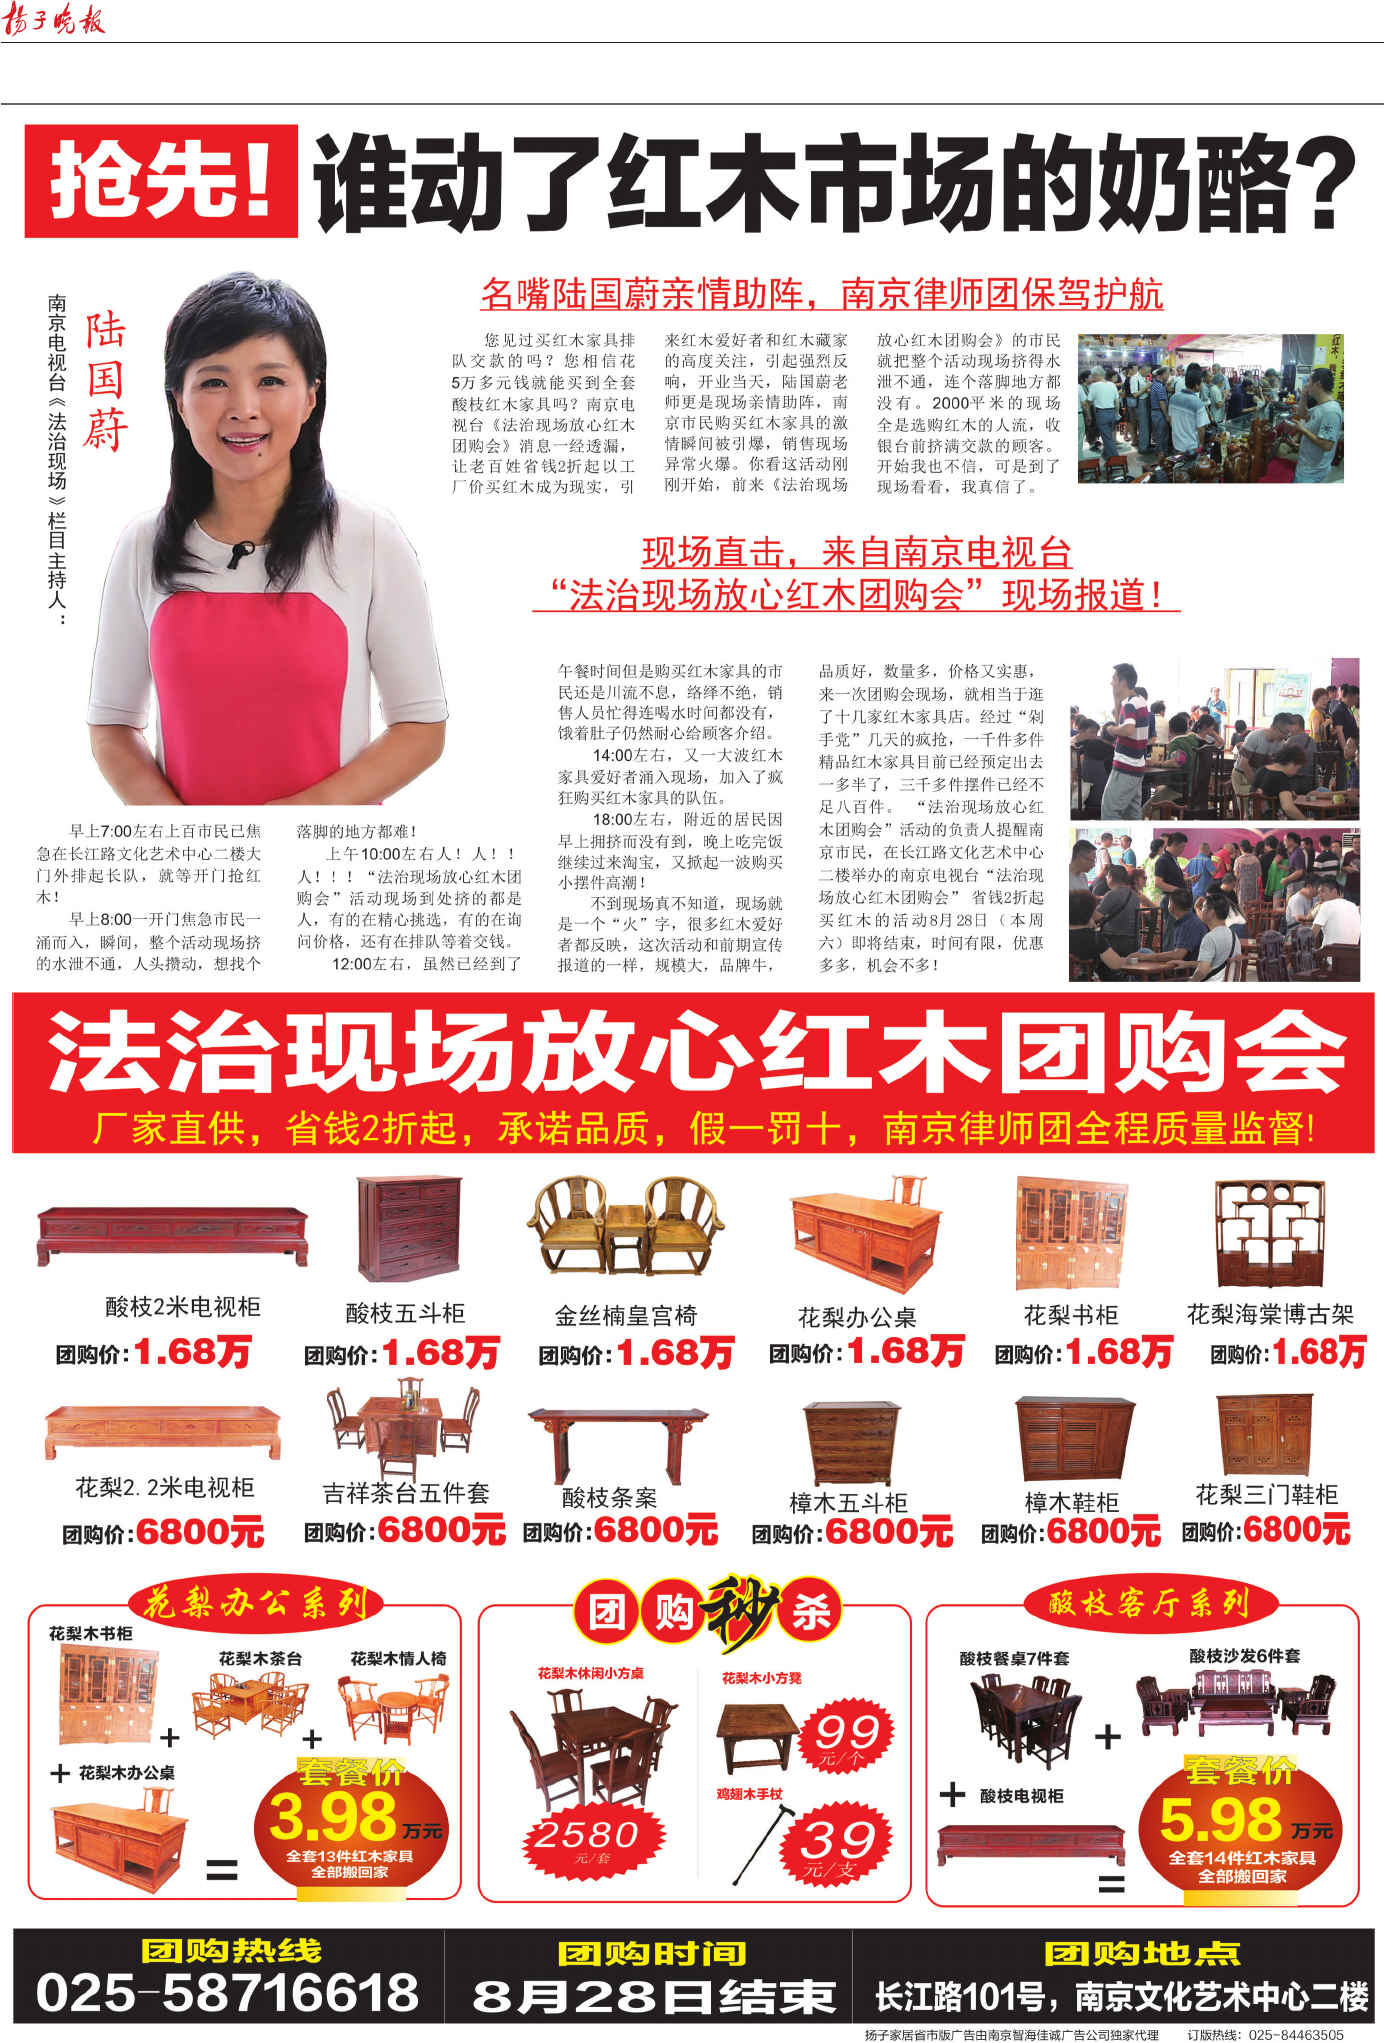 扬子晚报
抢先！谁动了红木市场的奶酪？
南京电视台《法治现场》栏目主持人：
陆国蔚
名嘴陆国蔚亲情助阵，南京律师团保驾护航
您见过买红木家具排
队交款的吗？您相信花
5万多元钱就能买到全套
酸枝红木家具吗？南京电
视台《法治现场放心红木
团购会》消息一经透漏，
让老百姓省钱2折起以工
厂价买红木成为现实，引
来红木爱好者和红木藏家
的高度关注，引起强烈反
响，开业当天，陆国蔚老
师更是现场亲情助阵，南
京市民购买红木家具的激
情瞬间被引爆，销售现场
异常火爆。你看这活动刚
刚开始，前来《法治现场
放心红木团购会》的市民
就把整个活动现场挤得水
泄不通，连个落脚地方都
没有。2000平米的现场
全是选购红木的人流，收
银台前挤满交款的顾客。
开始我也不信，可是到了
现场看看，我真信了。
现场直击，来自南京电视台
“法治现场放心红木团购会”现场报道！
早上7:00左右上百市民已焦
急在长江路文化艺术中心二楼大
门外排起长队，就等开门抢红
木！
早上8:00一开门焦急市民一
涌而入，瞬间，整个活动现场挤
的水泄不通，人头攒动，想找个
落脚的地方都难！
上午10:00左右人！人！！
人！！！“法治现场放心红木团
购会”活动现场到处挤的都是
人，有的在精心挑选，有的在询
问价格，还有在排队等着交钱。
12:00左右，虽然已经到了
午餐时间但是购买红木家具的市
民还是川流不息，络绎不绝，销
售人员忙得连喝水时间都没有，
饿着肚子仍然耐心给顾客介绍。
14:00左右，又一大波红木
家具爱好者涌入现场，加入了疯
狂购买红木家具的队伍。
18:00左右，附近的居民因
早上拥挤而没有到，晚上吃完饭
继续过来淘宝，又掀起一波购买
小摆件高潮！
不到现场真不知道，现场就
是一个“火”字，很多红木爱好
者都反映，这次活动和前期宣传
报道的一样，规模大，品牌牛，
品质好，数量多，价格又实惠，
来一次团购会现场，就相当于逛
了十几家红木家具店。经过“剁
手党”几天的疯抢，一千件多件
精品红木家具目前已经预定出去
一多半了，三千多件摆件已经不
足八百件。 “法治现场放心红
木团购会”活动的负责人提醒南
京市民，在长江路文化艺术中心
二楼举办的南京电视台“法治现
场放心红木团购会” 省钱2折起
买红木的活动8月28日（本周
六）即将结束，时间有限，优惠
多多，机会不多！
法治现场放心红木团购会
厂家直供，省钱2折起，承诺品质，假一罚十，南京律师团全程质量监督!
酸枝2米电视柜
团购价:1.68万
酸枝五斗柜
团购价:1.68万
金丝楠皇宫椅
团购价:1.68万
花梨办公桌
团购价:1.68万
花梨书柜
团购价:1.68万
花梨海棠博古架
团购价:1.68万
花梨2.2米电视柜
团购价:6800元
吉祥茶台五件套
团购价:6800元
酸枝条案
团购价:6800元
樟木五斗柜
团购价:6800元
樟木鞋柜
团购价:6800元
花梨三门鞋柜
团购价:6800元
花梨办公系列
花梨木书柜
花梨木茶台
花梨木情人椅
+
+
+ 花梨木办公桌
=
套餐价
3.98万元
全套13件红木家具
全部搬回家
团购秒杀
花梨木休闲小方桌
2580
元/套
花梨木小方凳
99
元/个
鸡翅木手杖
39
元/支
酸枝客厅系列
酸枝餐桌7件套
酸枝沙发6件套
+
+ 酸枝电视柜
=
套餐价
5.98万元
全套14件红木家具
全部搬回家
团购热线
025-58716618
团购时间
8月28日结束
团购地点
长江路101号，南京文化艺术中心二楼
扬子家居省市版广告由南京智海佳诚广告公司独家代理 订版热线：025-84463505